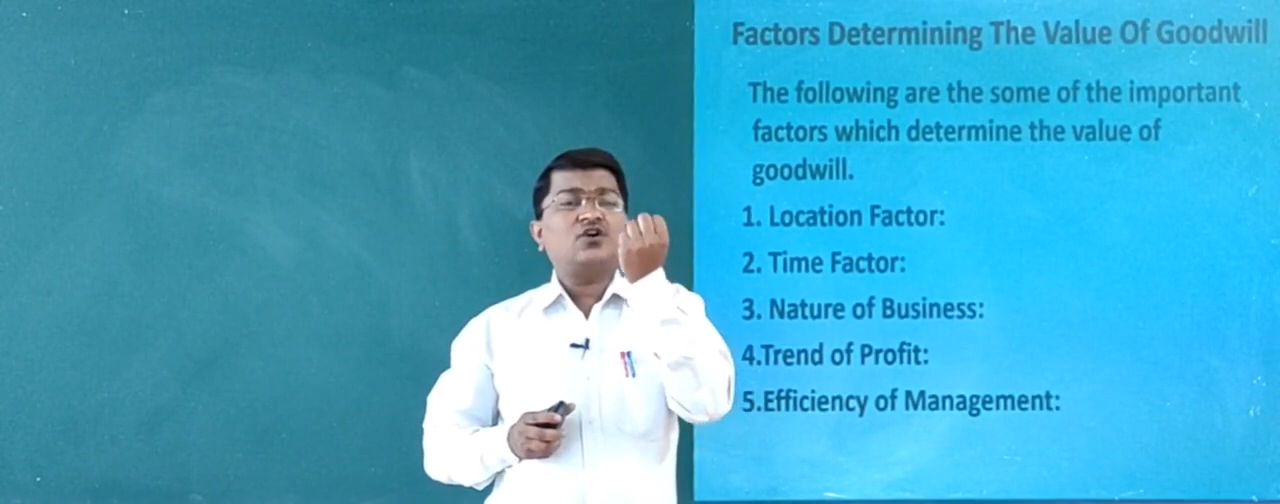 Factors Determining The Value Of Goodwill
The following are the some of the important
factors which determine the value of
goodwill.
1. Location Factor:
2. Time Factor:
3. Nature of Business:
4.Trend of Profit:
5.Efficiency of Management: